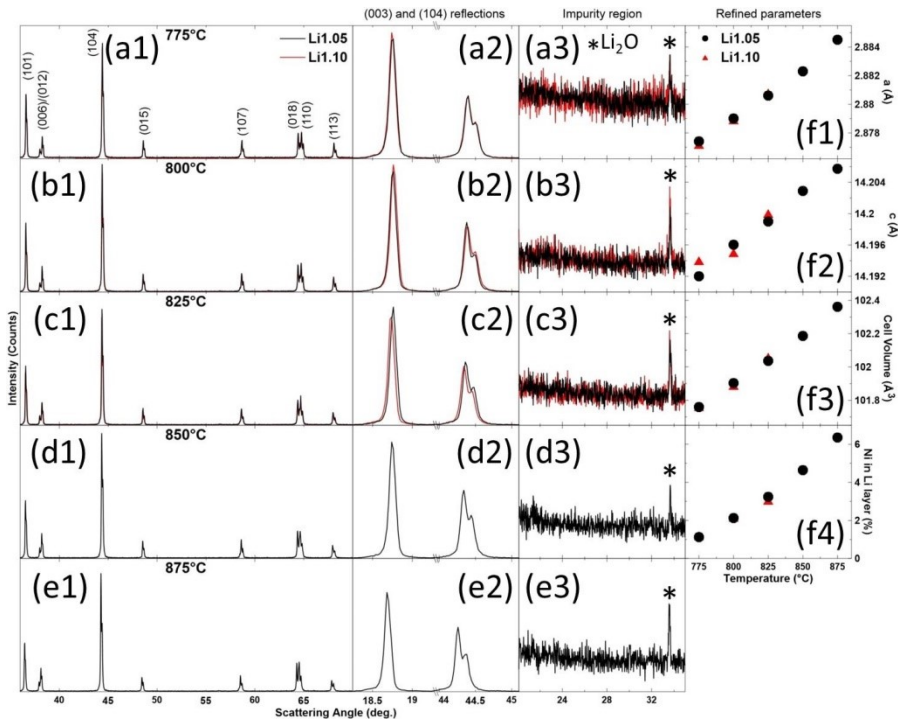 (003) and (104) reflections
Impurity region
Refined parameters
775°C
(a1)
Li1.05
Li1.10
(101)
(006)/(012)
(104)
(015)
(107)
(018)
(110)
(113)
(a2)
(a3)
*Li₂O
*
Li1.05
Li1.10
2.884
2.882
2.88
2.878
a (Å)
(f1)
800°C
(b1)
(b2)
(b3)
*
14.204
14.2
14.196
14.192
c (Å)
(f2)
825°C
(c1)
(c2)
(c3)
*
102.4
102.2
102
101.8
Cell Volume (Å³)
(f3)
850°C
(d1)
(d2)
(d3)
*
6
4
2
0
Ni in Li layer (%)
(f4)
775 800 825 850 875
Temperature (°C)
875°C
(e1)
(e2)
(e3)
*
Intensity (Counts)
40 45 50 55 60 65
18.5 19 44 44.5 45
24 28 32
Scattering Angle (deg.)
Scattering Angle (deg.)